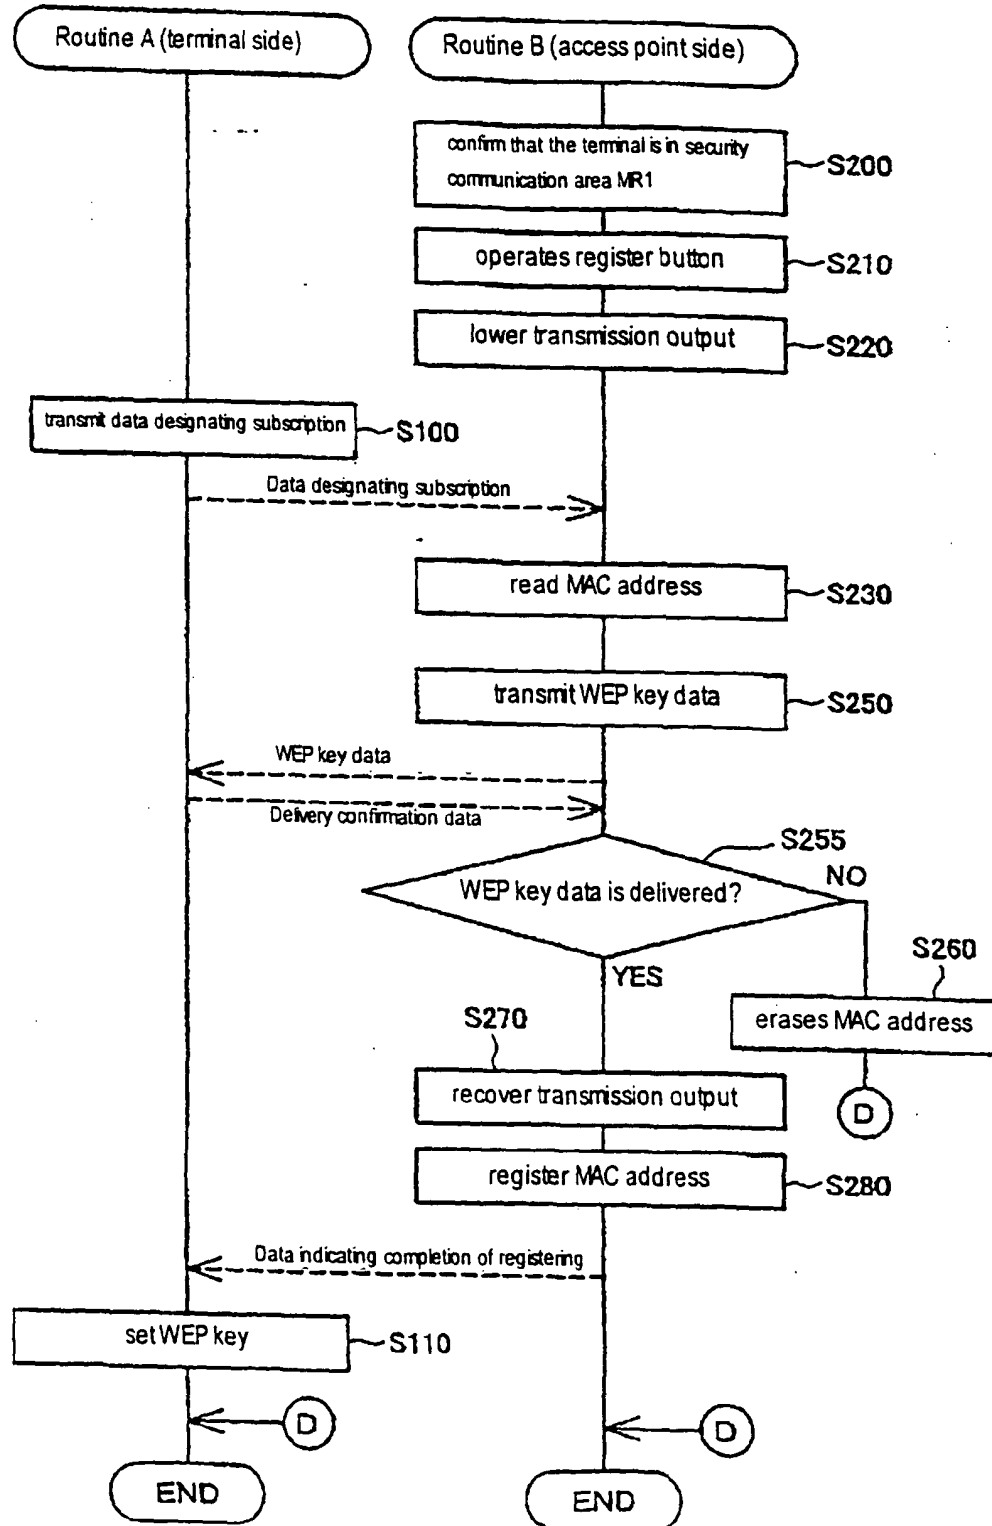 Routine A (terminal side)
Routine B (access point side)
confirm that the terminal is in security
communication area MR1
S200
operates register button
S210
lower transmission output
S220
transmit data designating subscription
S100
Data designating subscription
read MAC address
S230
transmit WEP key data
S250
WEP key data
Delivery confirmation data
S255
WEP key data is delivered?
NO
YES
S260
erases MAC address
D
S270
recover transmission output
register MAC address
S280
Data indicating completion of registering
set WEP key
S110
D
D
END
END